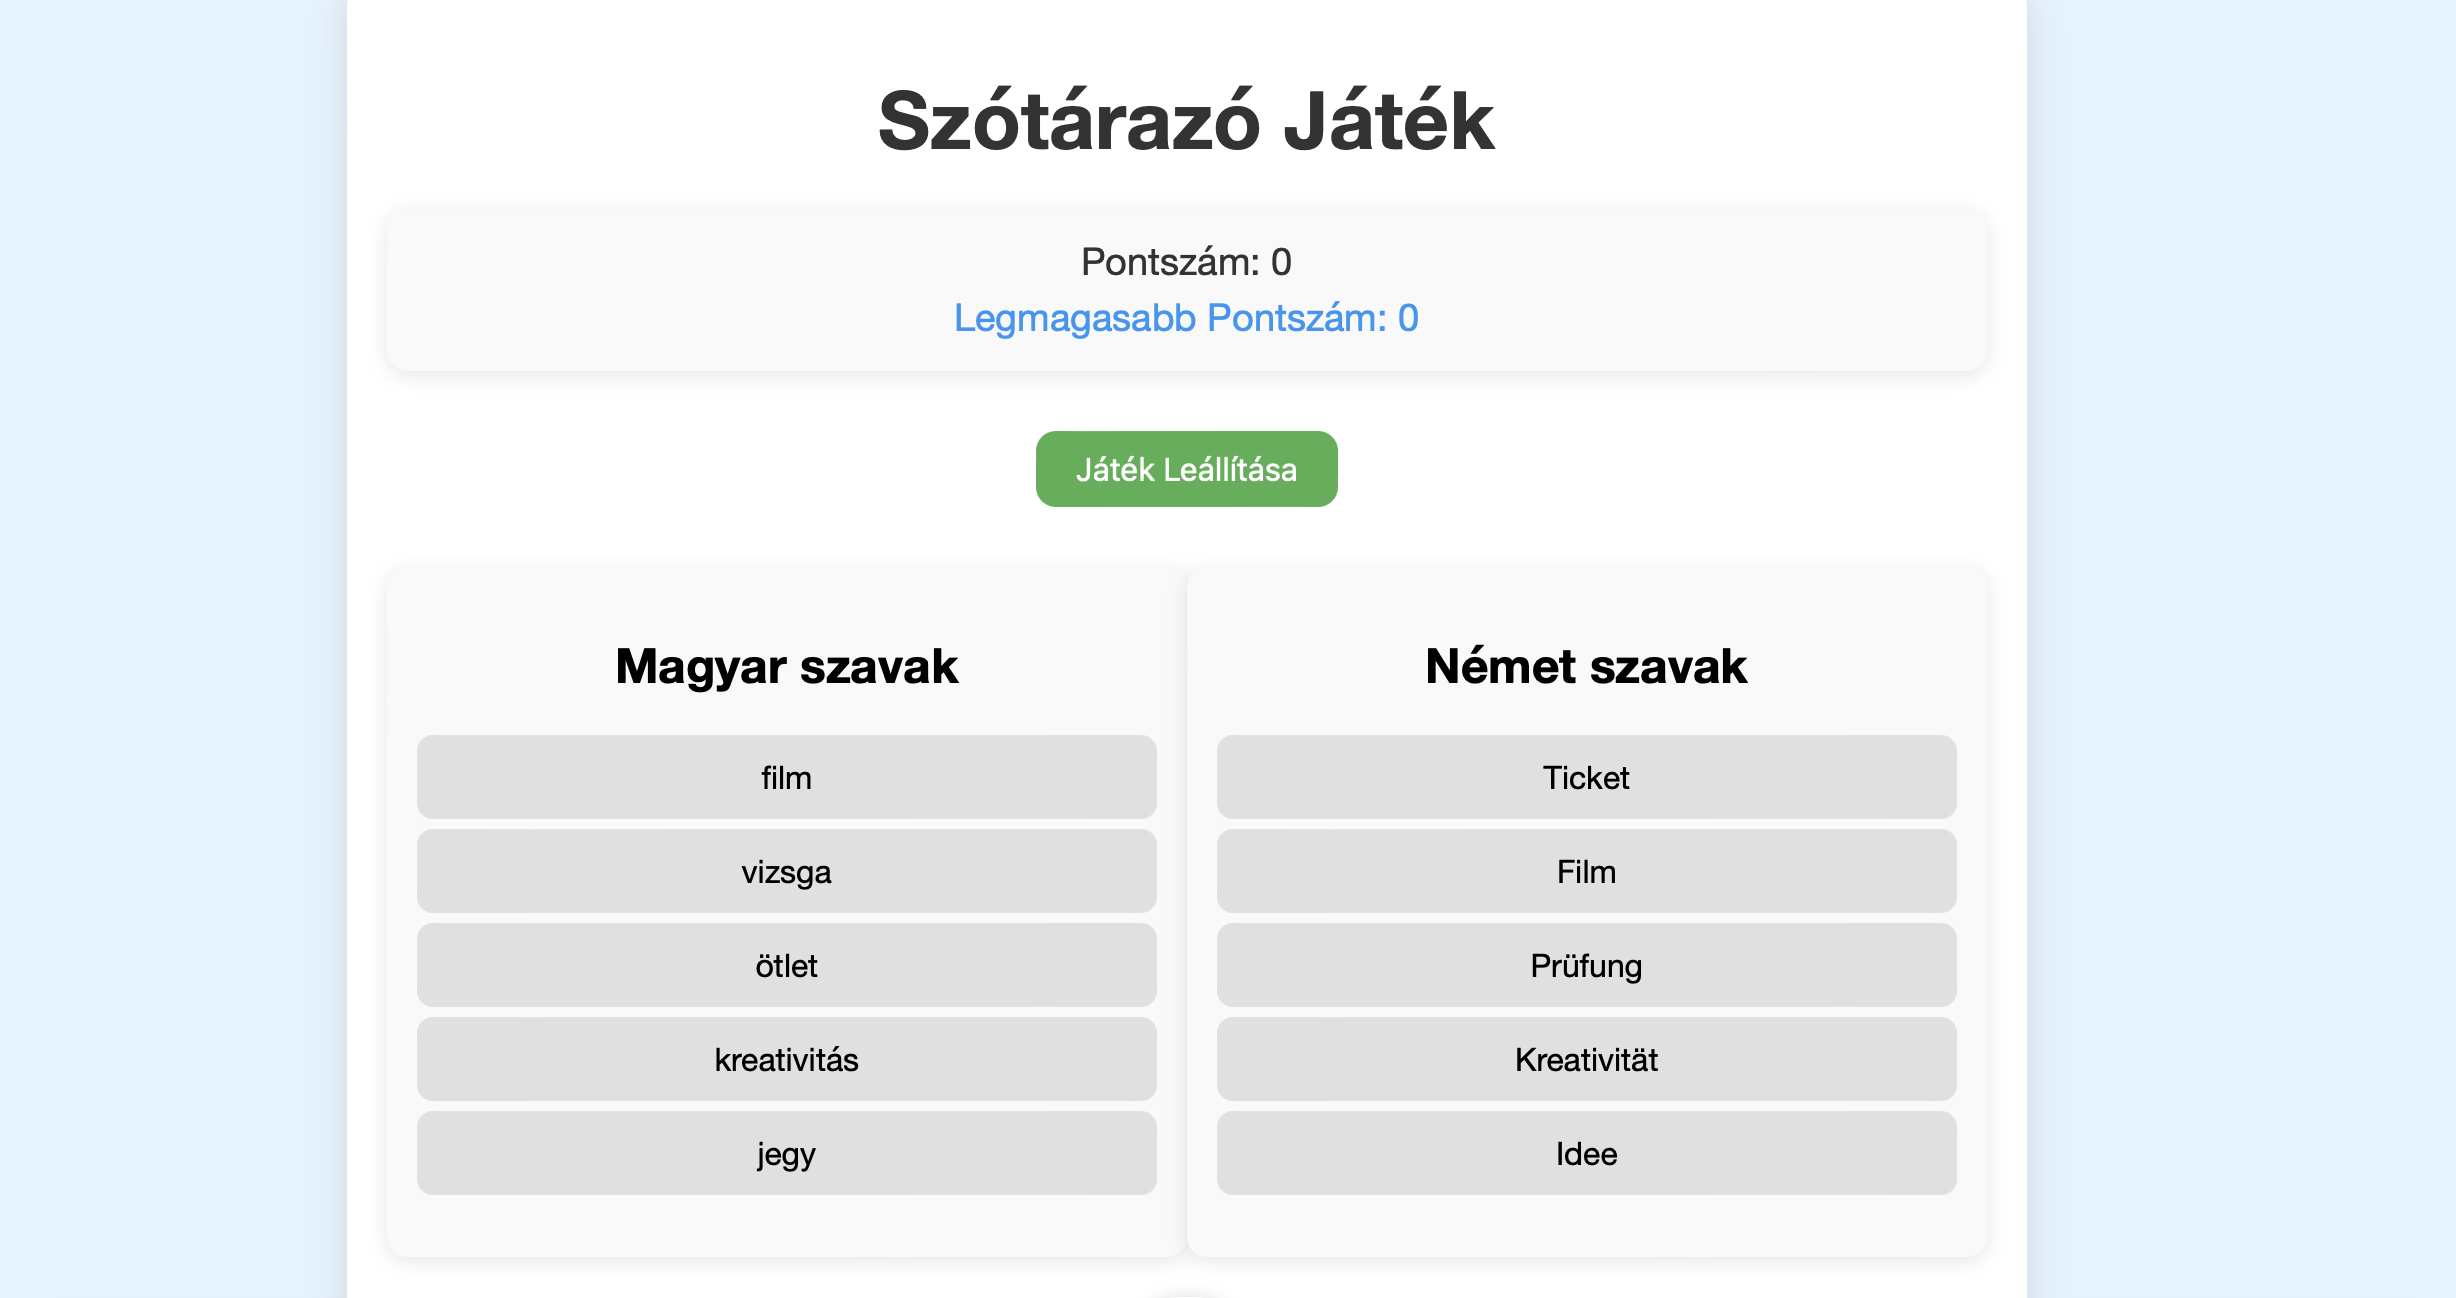 Szótárazó Játék
Pontszám: 0
Legmagasabb Pontszám: 0
Játék Leállítása
Magyar szavak
film
vizsga
ötlet
kreativitás
jegy
Német szavak
Ticket
Film
Prüfung
Kreativität
Idee